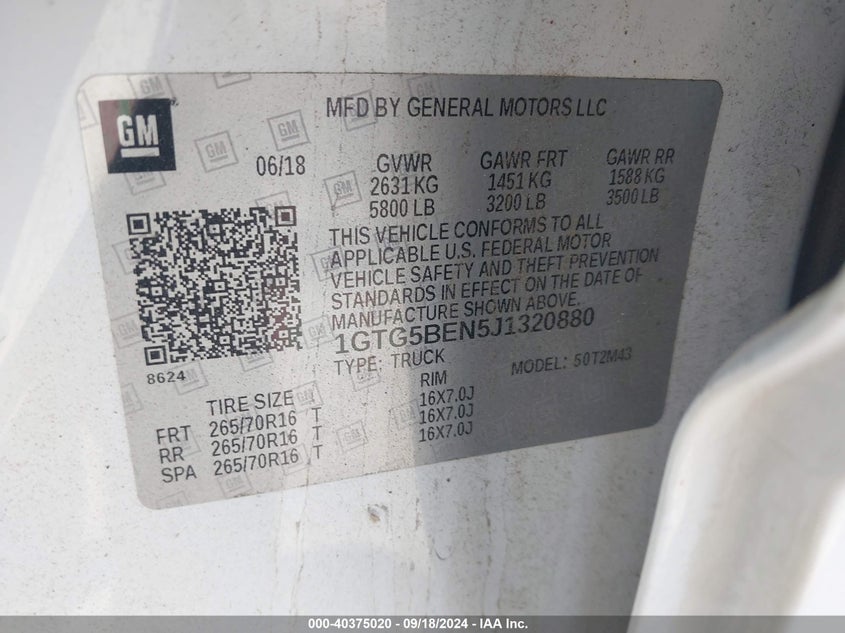 GM
MFD BY GENERAL MOTORS LLC
06/18
GVWR GAWR FRT GAWR RR
2631 KG 1451 KG 1588 KG
5800 LB 3200 LB 3500 LB
THIS VEHICLE CONFORMS TO ALL
APPLICABLE U.S. FEDERAL MOTOR
VEHICLE SAFETY AND THEFT PREVENTION
STANDARDS IN EFFECT ON THE DATE OF
MANUFACTURE SHOWN ABOVE.
1GTG5BEN5J1320880
TYPE: TRUCK MODEL: 50T2M43
8624
TIRE SIZE RIM
FRT 265/70R16 T 16X7.0J
RR 265/70R16 T 16X7.0J
SPA 265/70R16 T 16X7.0J
000-40375020 - 09/18/2024 - IAA Inc.